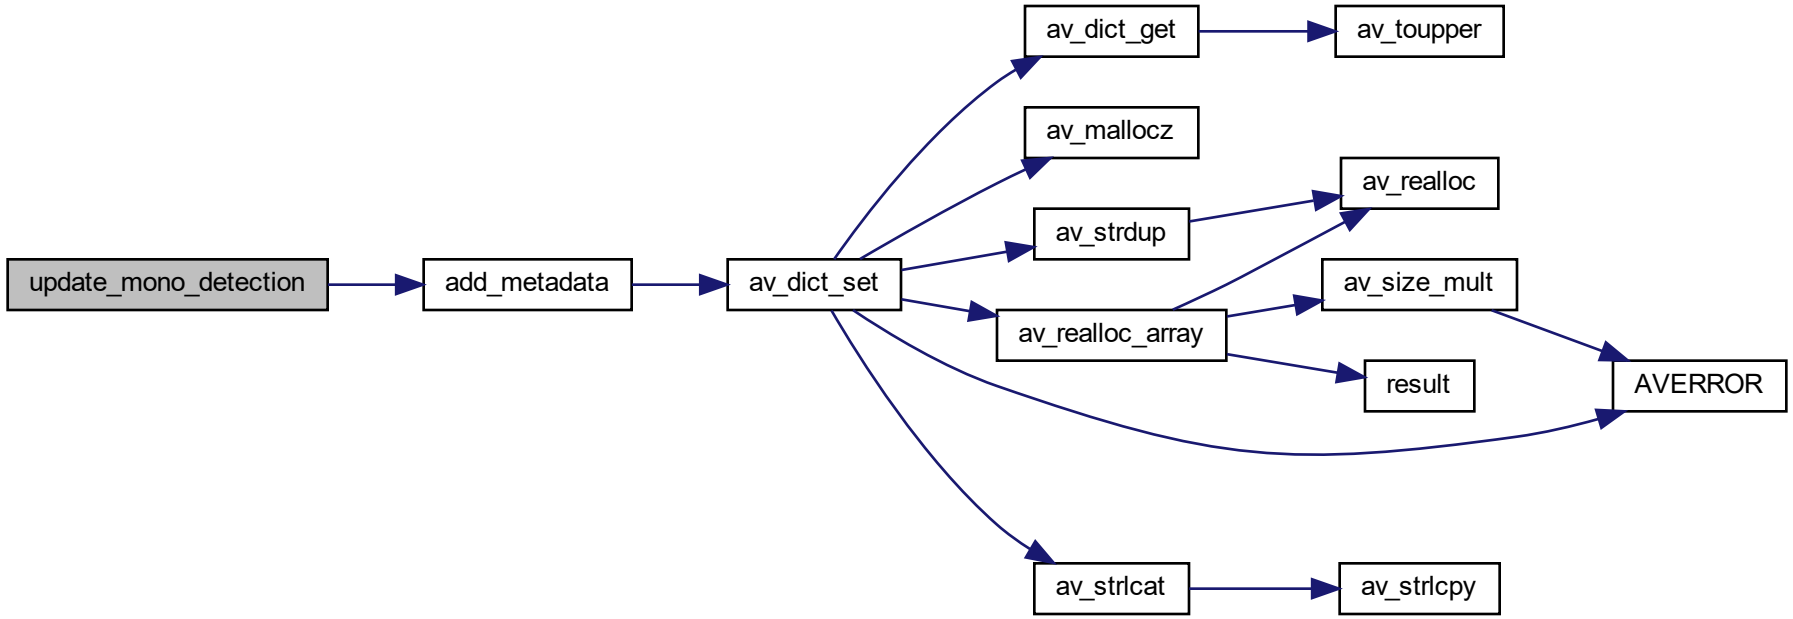 av_dict_get
av_toupper
av_mallocz
av_realloc
av_strdup
update_mono_detection
add_metadata
av_dict_set
av_size_mult
av_realloc_array
result
AVERROR
av_strlcat
av_strlcpy